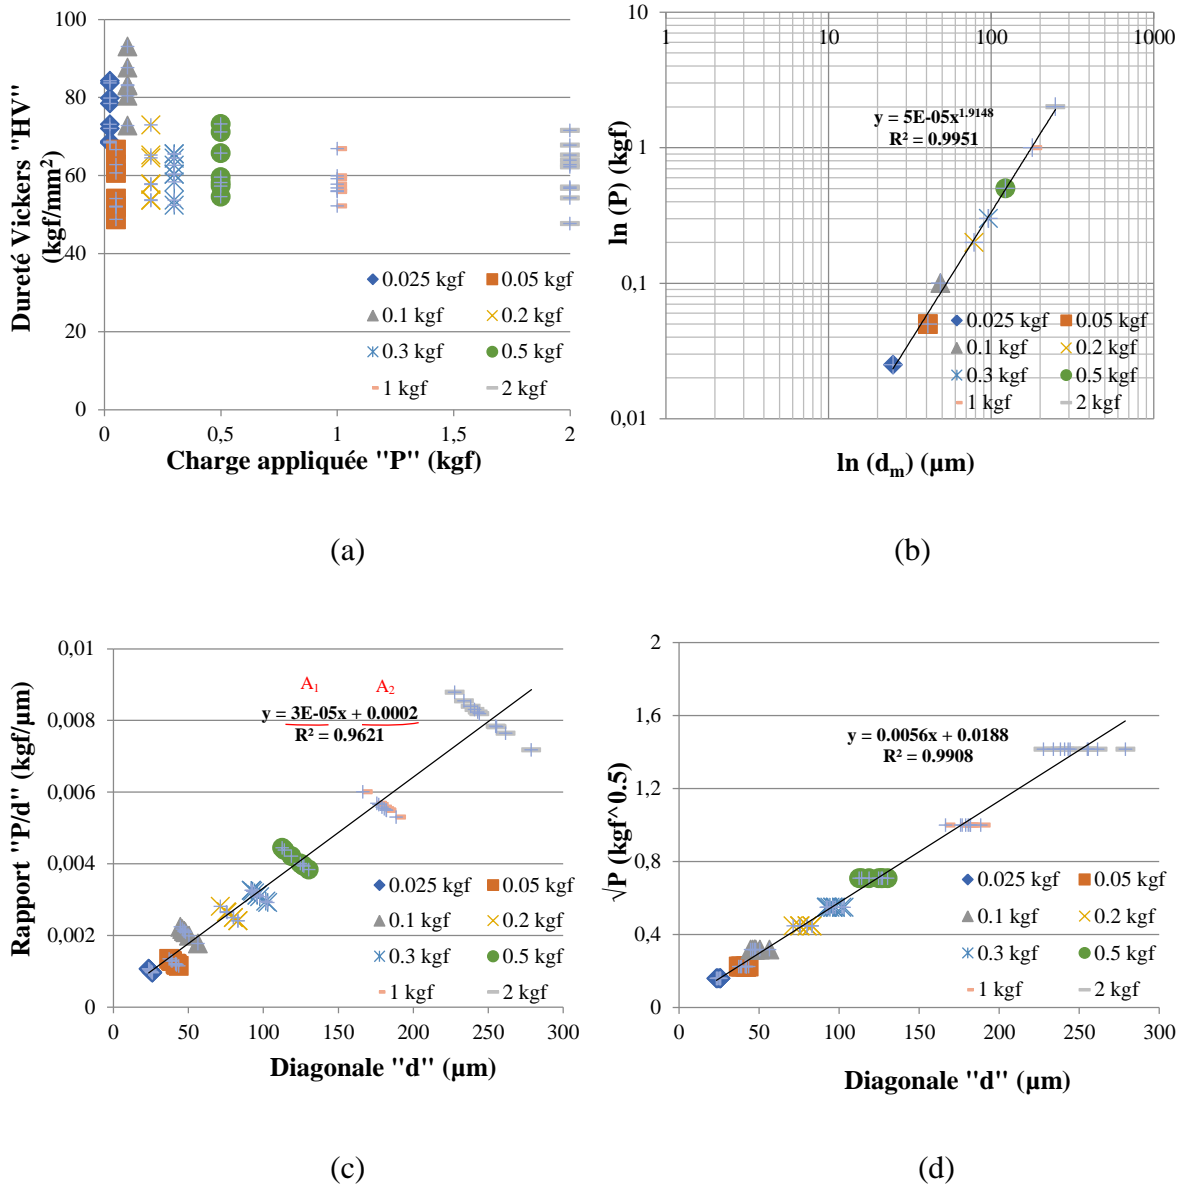 Dureté Vickers "HV"
(kgf/mm²)
100
80
60
40
20
0
0 0,5 1 1,5 2
Charge appliquée "P" (kgf)
0.025 kgf 0.05 kgf
0.1 kgf 0.2 kgf
0.3 kgf 0.5 kgf
1 kgf 2 kgf
(a)
ln (P) (kgf)
10
1
0,1
0,01
1 10 100 1000
y = 5E-05x^1.9148
R² = 0.9951
0.025 kgf 0.05 kgf
0.1 kgf 0.2 kgf
0.3 kgf 0.5 kgf
1 kgf 2 kgf
ln (dₘ) (µm)
(b)
Rapport "P/d" (kgf/µm)
0,01
0,008
0,006
0,004
0,002
0
A₁ A₂
y = 3E-05x + 0.0002
R² = 0.9621
0.025 kgf 0.05 kgf
0.1 kgf 0.2 kgf
0.3 kgf 0.5 kgf
1 kgf 2 kgf
0 50 100 150 200 250 300
Diagonale "d" (µm)
(c)
√P (kgf^0.5)
2
1,6
1,2
0,8
0,4
0
y = 0.0056x + 0.0188
R² = 0.9908
0.025 kgf 0.05 kgf
0.1 kgf 0.2 kgf
0.3 kgf 0.5 kgf
1 kgf 2 kgf
0 50 100 150 200 250 300
Diagonale "d" (µm)
(d)